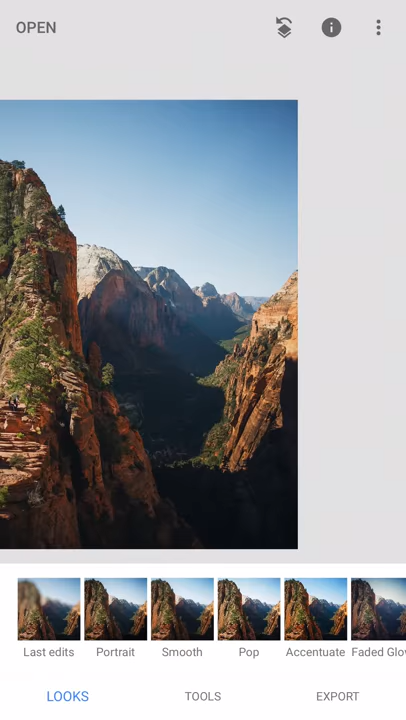 OPEN
Last edits
Portrait
Smooth
Pop
Accentuate
Faded Glo
LOOKS
TOOLS
EXPORT